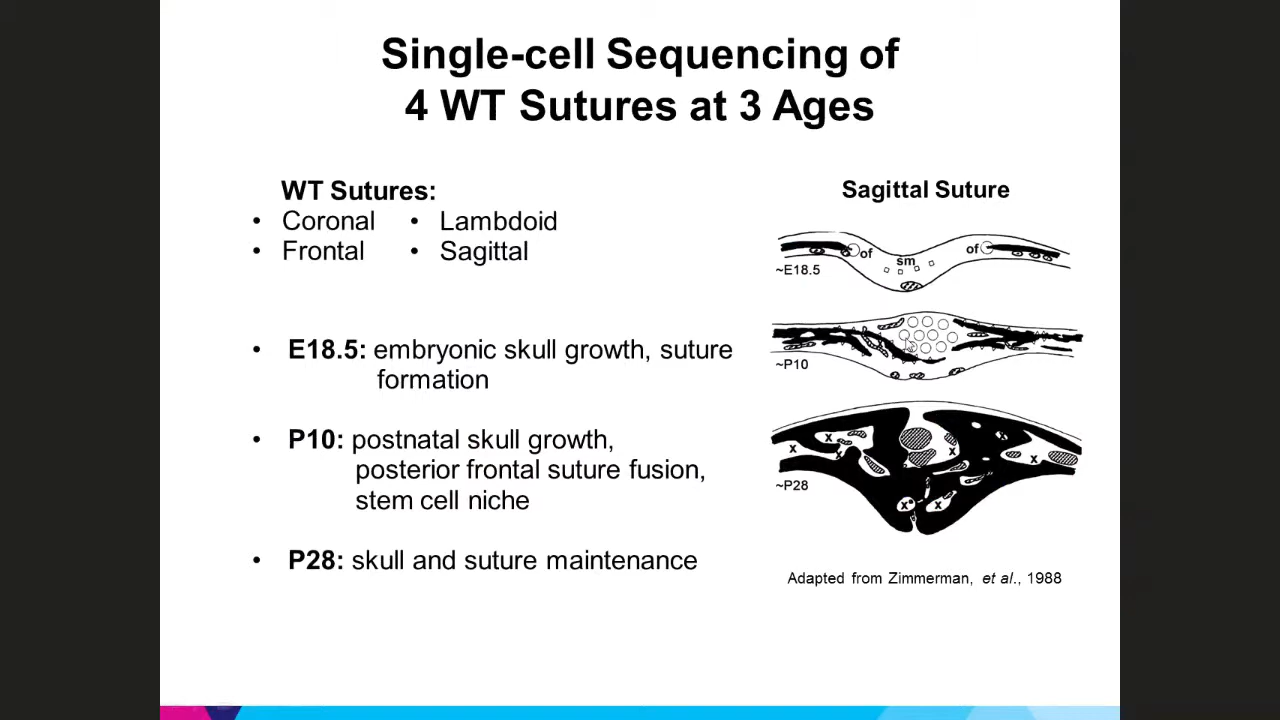 Single-cell Sequencing of
4 WT Sutures at 3 Ages
WT Sutures:
• Coronal • Lambdoid
• Frontal • Sagittal
• E18.5: embryonic skull growth, suture
formation
• P10: postnatal skull growth,
posterior frontal suture fusion,
stem cell niche
• P28: skull and suture maintenance
Sagittal Suture
of sm of
~E18.5
~P10
x x x x x
~P28
x x
Adapted from Zimmerman, et al., 1988